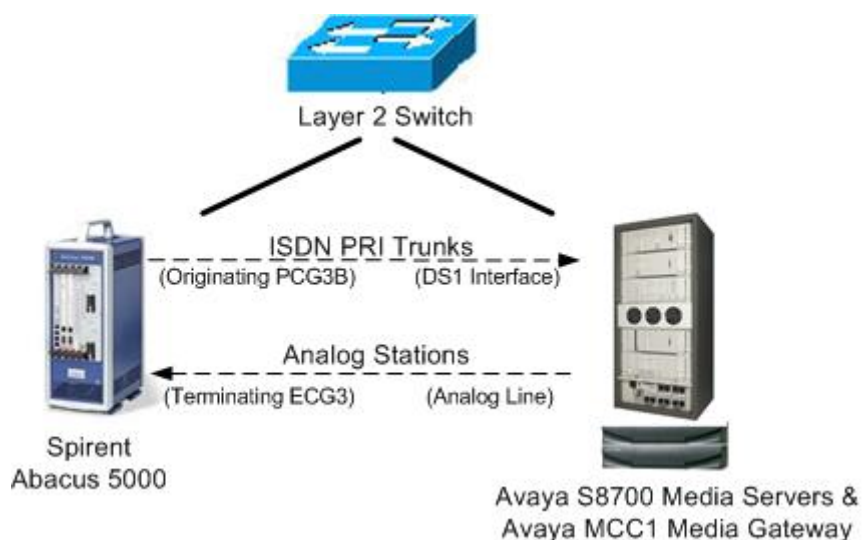 Layer 2 Switch
ISDN PRI Trunks
(Originating PCG3B) (DS1 Interface)
Analog Stations
(Terminating ECG3) (Analog Line)
Spirent
Abacus 5000
Avaya S8700 Media Servers &
Avaya MCC1 Media Gateway